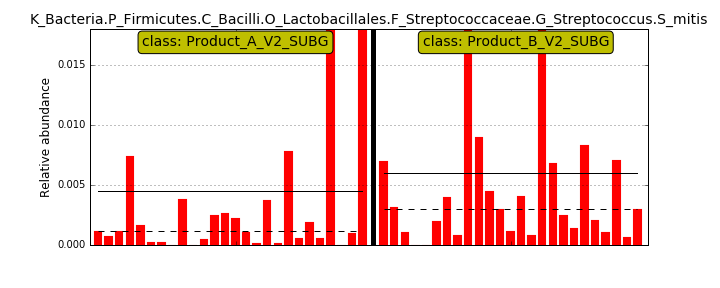 K_Bacteria.P_Firmicutes.C_Bacilli.O_Lactobacillales.F_Streptococcaceae.G_Streptococcus.S_mitis
class: Product_A_V2_SUBG
class: Product_B_V2_SUBG
Relative abundance
0.015
0.010
0.005
0.000